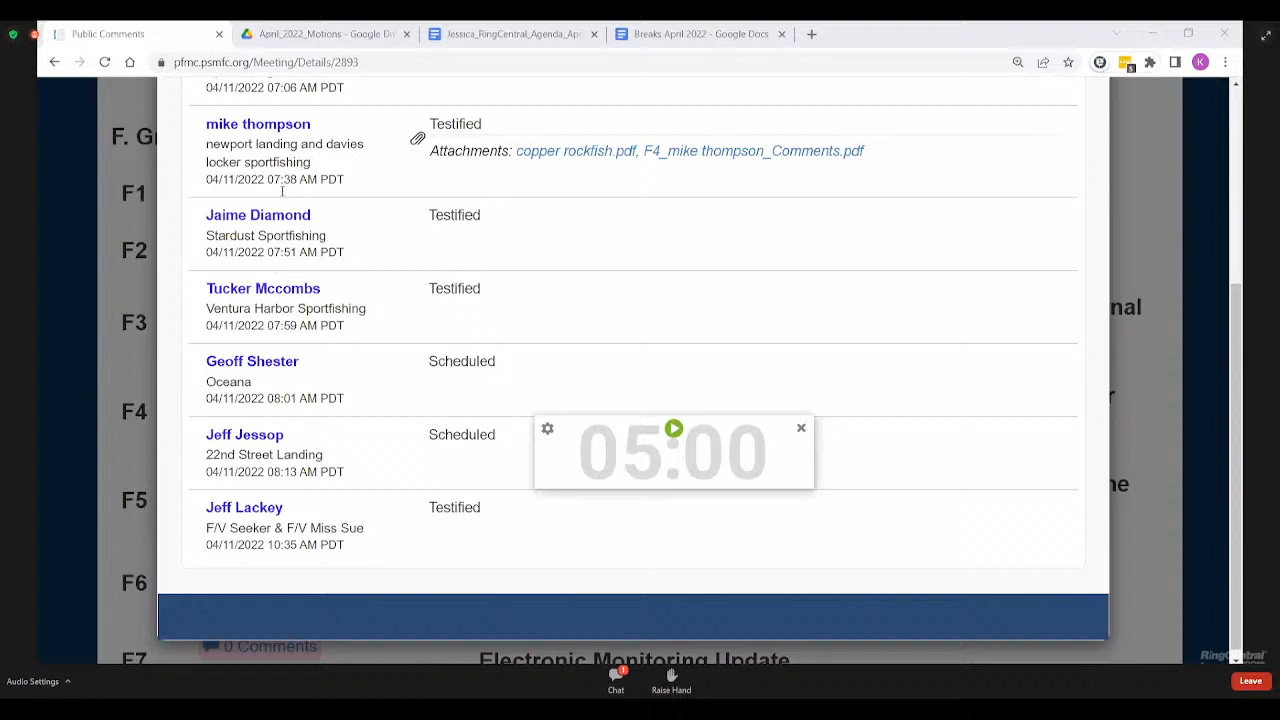 Public Comments
April_2022_Motions - Google Dri
Jessica_RingCentral_Agenda_Apr
Breaks April 2022 - Google Docs
pfmc.psmfc.org/Meeting/Details/2893
K
04/11/2022 07:06 AM PDT
F. G
mike thompson
Testified
newport landing and davies
locker sportfishing
Attachments: copper rockfish.pdf, F4_mike thompson_Comments.pdf
04/11/2022 07:38 AM PDT
F1
Jaime Diamond
Testified
Stardust Sportfishing
04/11/2022 07:51 AM PDT
F2
Tucker Mccombs
Testified
Ventura Harbor Sportfishing
04/11/2022 07:59 AM PDT
F3
nal
Geoff Shester
Scheduled
Oceana
04/11/2022 08:01 AM PDT
F4
r
Jeff Jessop
Scheduled
22nd Street Landing
04/11/2022 08:13 AM PDT
05:00
F5
ne
Jeff Lackey
Testified
F/V Seeker & F/V Miss Sue
04/11/2022 10:35 AM PDT
F6
0 Comments
F7
Electronic Monitoring Update
RingCentral
Audio Settings
1
Chat
Raise Hand
Leave